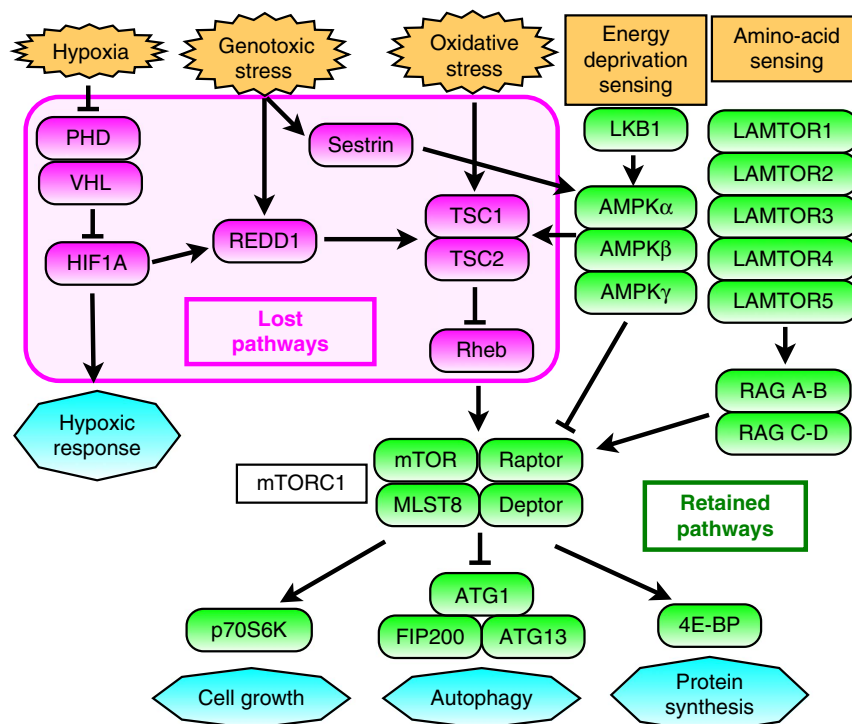 Hypoxia
Genotoxic
stress
Oxidative
stress
Energy
deprivation
sensing
Amino-acid
sensing
PHD
VHL
HIF1A
Sestrin
REDD1
TSC1
TSC2
Rheb
Lost
pathways
LKB1
AMPKα
AMPKβ
AMPKγ
LAMTOR1
LAMTOR2
LAMTOR3
LAMTOR4
LAMTOR5
RAG A-B
RAG C-D
Hypoxic
response
mTORC1
mTOR
Raptor
MLST8
Deptor
Retained
pathways
p70S6K
ATG1
FIP200
ATG13
4E-BP
Cell growth
Autophagy
Protein
synthesis